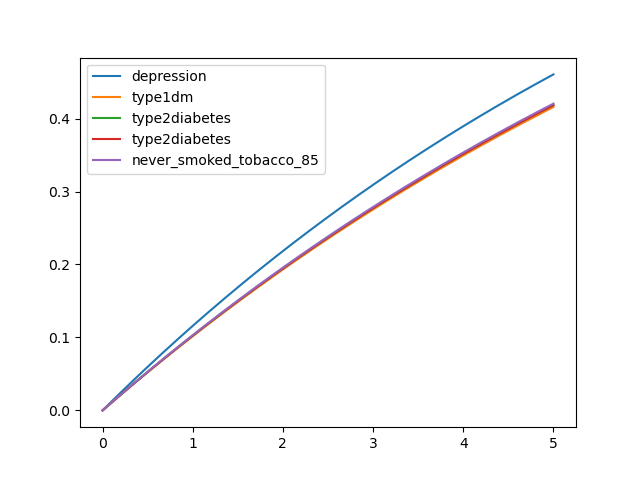 depression
type1dm
type2diabetes
type2diabetes
never_smoked_tobacco_85
0.4
0.3
0.2
0.1
0.0
0 1 2 3 4 5